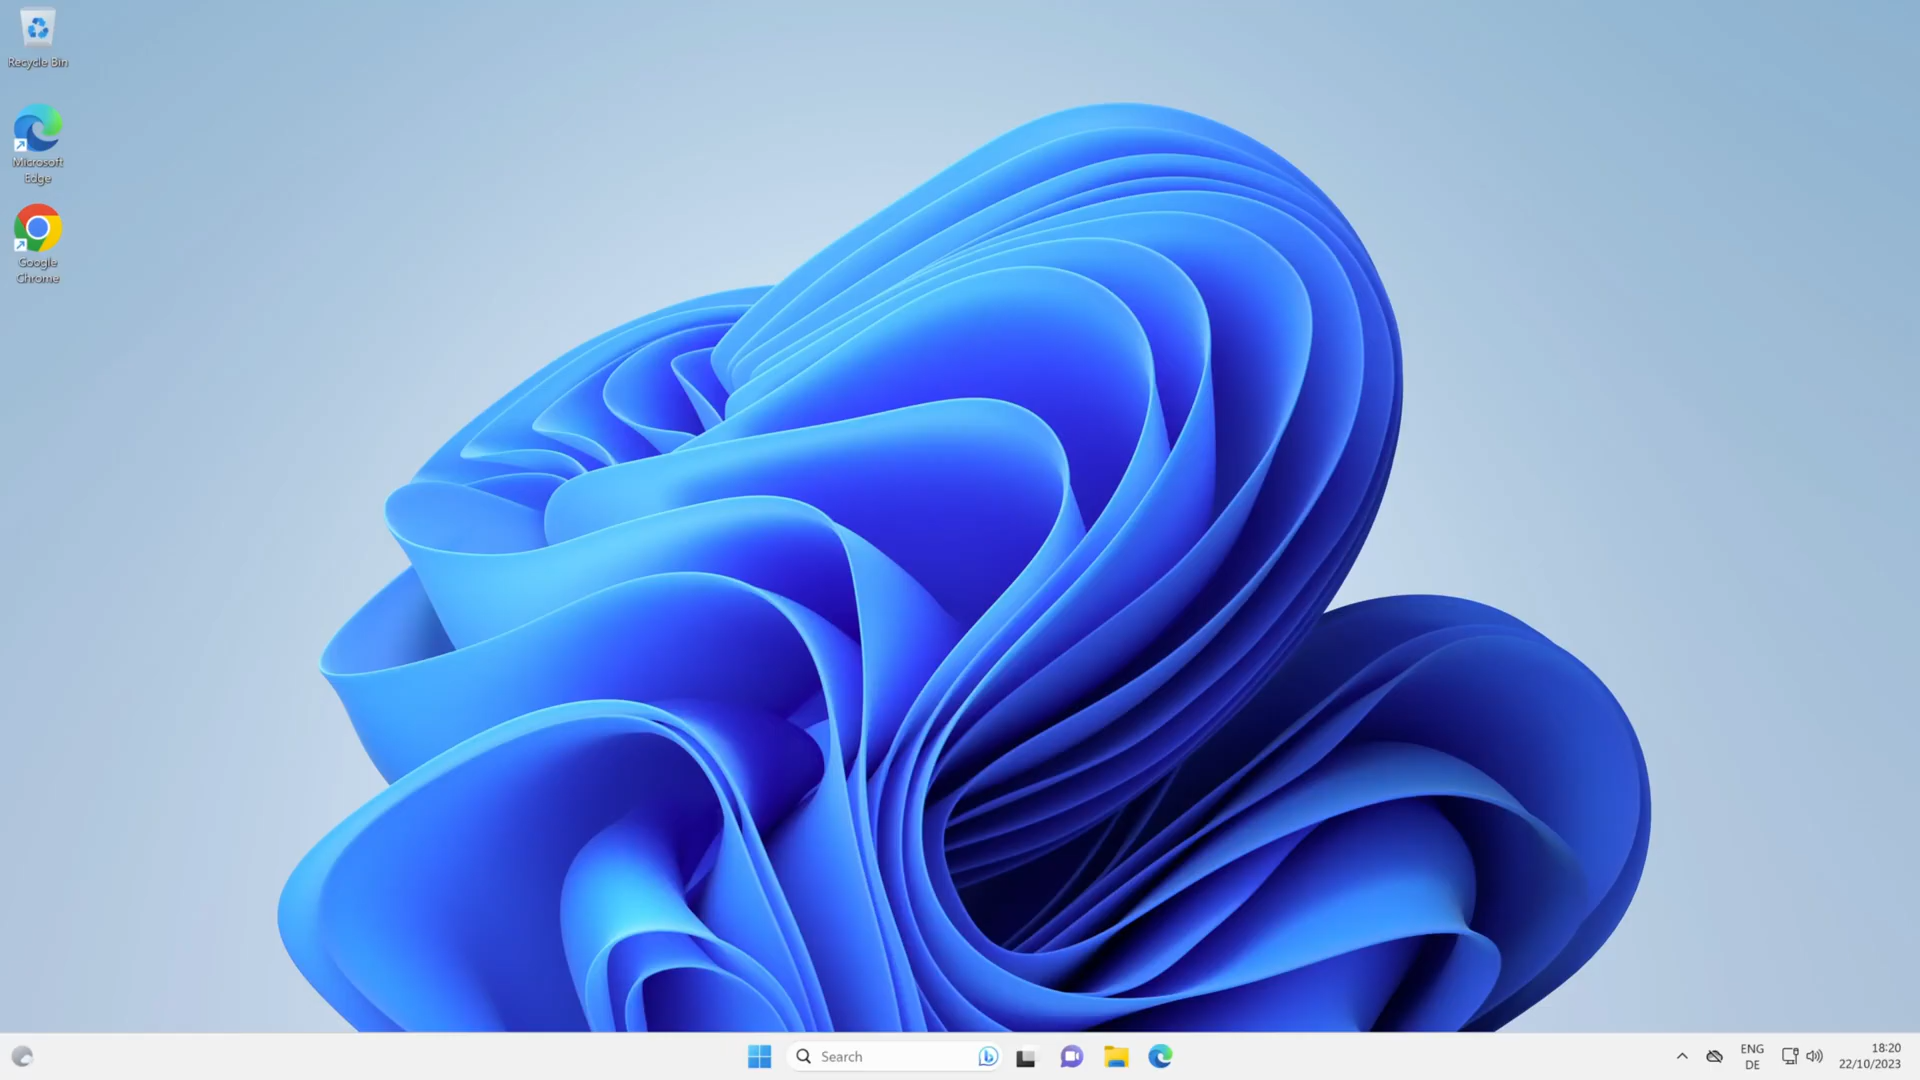 Recycle Bin
Microsoft
Edge
Google
Chrome
Search
ENG
DE
18:20
22/10/2023